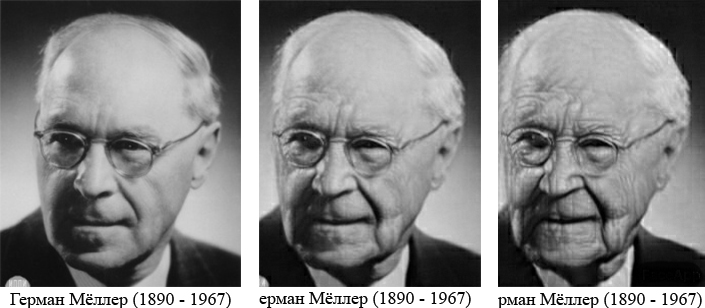 Герман Мёллер (1890 - 1967)
ерман Мёллер (1890 - 1967)
рман Мёллер (1890 - 1967)